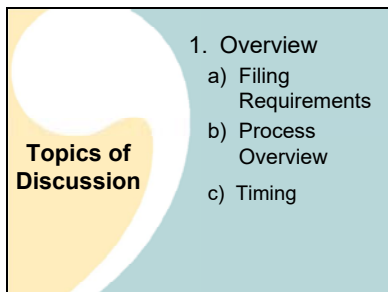 Topics of
Discussion
1. Overview
a) Filing
Requirements
b) Process
Overview
c) Timing